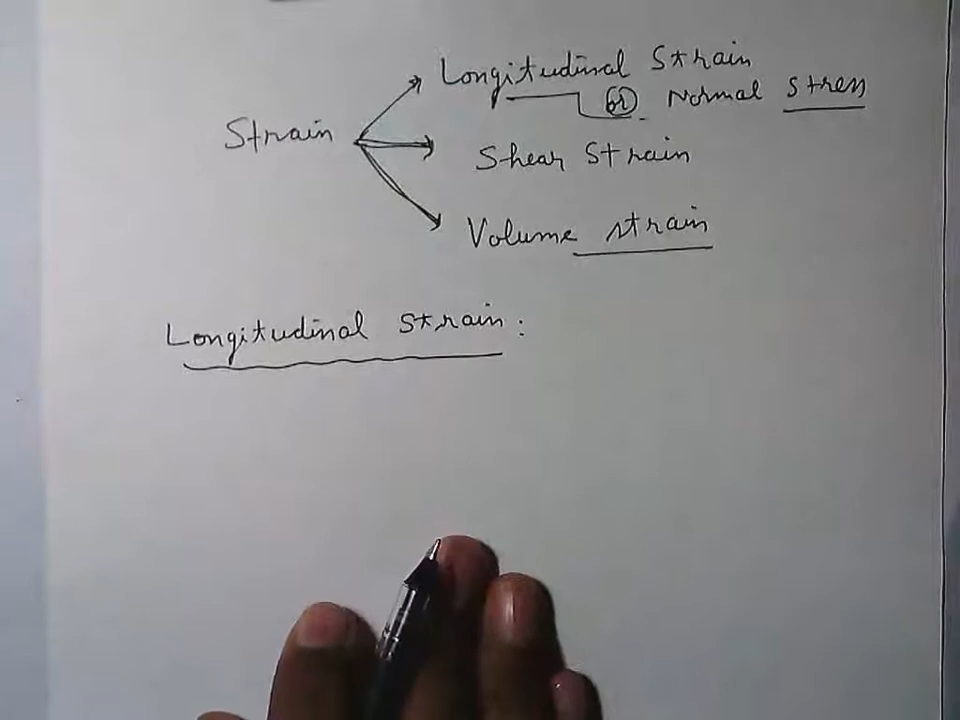 Longitudinal Strain
(or) Normal stress
Strain
Shear Strain
Volume strain
Longitudinal Strain: